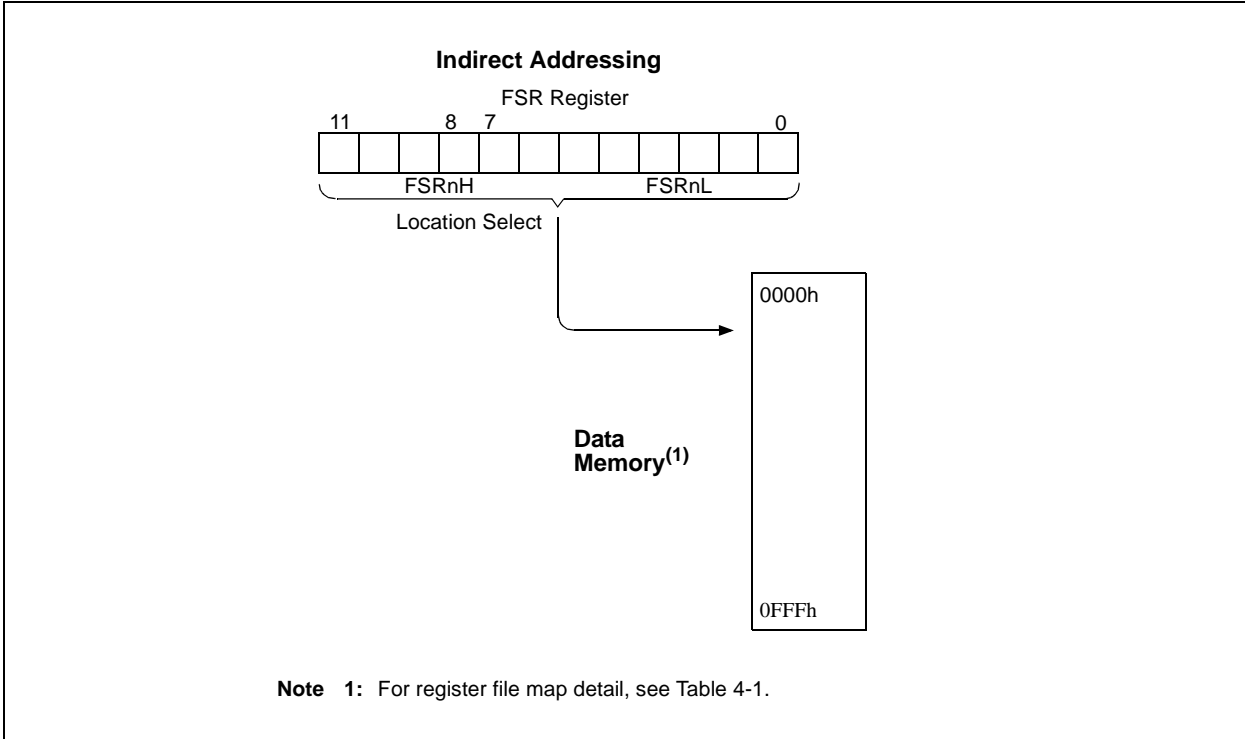 Indirect Addressing
FSR Register
11 8 7 0
FSRnH FSRnL
Location Select
0000h
Data
Memory(1)
0FFFh
Note 1: For register file map detail, see Table 4-1.